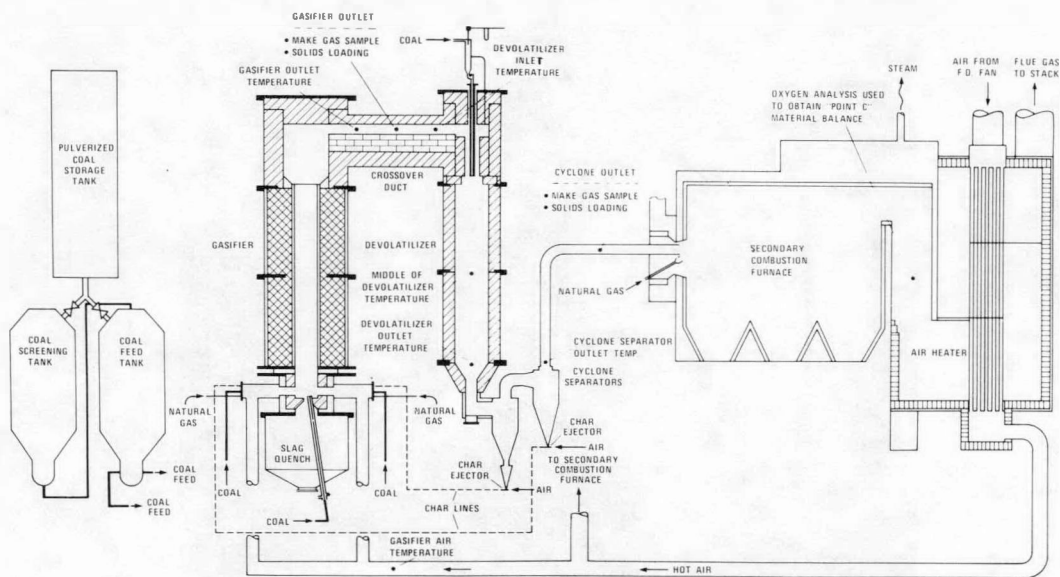 GASIFIER OUTLET
• MAKE GAS SAMPLE
• SOLIDS LOADING
GASIFIER OUTLET
TEMPERATURE
COAL
DEVOLATILIZER
INLET
TEMPERATURE
STEAM
AIR FROM
F.D. FAN
FLUE GAS
TO STACK
OXYGEN ANALYSIS USED
TO OBTAIN "POINT C"
MATERIAL BALANCE
PULVERIZED
COAL
STORAGE
TANK
CROSSOVER
DUCT
CYCLONE OUTLET
• MAKE GAS SAMPLE
• SOLIDS LOADING
GASIFIER
DEVOLATILIZER
SECONDARY
COMBUSTION
FURNACE
MIDDLE OF
DEVOLATILIZER
TEMPERATURE
NATURAL GAS
DEVOLATILIZER
OUTLET
TEMPERATURE
COAL
SCREENING
TANK
COAL
FEED
TANK
CYCLONE SEPARATOR
OUTLET TEMP
CYCLONE
SEPARATORS
AIR HEATER
NATURAL
GAS
NATURAL
GAS
SLAG
QUENCH
CHAR
EJECTOR
AIR
TO SECONDARY
COMBUSTION
FURNACE
COAL
FEED
COAL
FEED
COAL
COAL
CHAR
EJECTOR
AIR
CHAR LINES
COAL
GASIFIER AIR
TEMPERATURE
HOT AIR